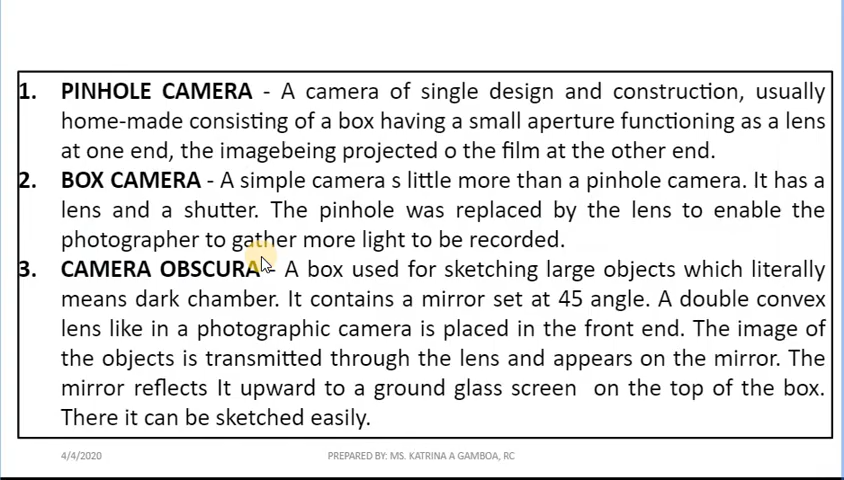 1. PINHOLE CAMERA - A camera of single design and construction, usually
home-made consisting of a box having a small aperture functioning as a lens
at one end, the imagebeing projected o the film at the other end.
2. BOX CAMERA - A simple camera s little more than a pinhole camera. It has a
lens and a shutter. The pinhole was replaced by the lens to enable the
photographer to gather more light to be recorded.
3. CAMERA OBSCURA - A box used for sketching large objects which literally
means dark chamber. It contains a mirror set at 45 angle. A double convex
lens like in a photographic camera is placed in the front end. The image of
the objects is transmitted through the lens and appears on the mirror. The
mirror reflects It upward to a ground glass screen on the top of the box.
There it can be sketched easily.
4/4/2020 PREPARED BY: MS. KATRINA A GAMBOA, RC